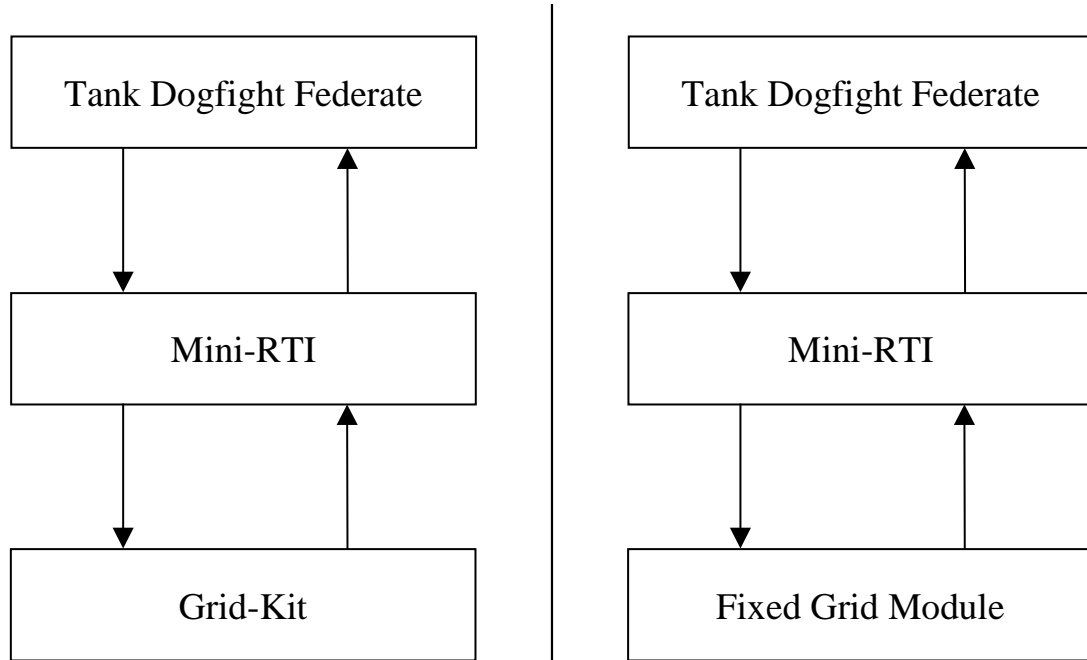 Tank Dogfight Federate
Mini-RTI
Grid-Kit
Tank Dogfight Federate
Mini-RTI
Fixed Grid Module